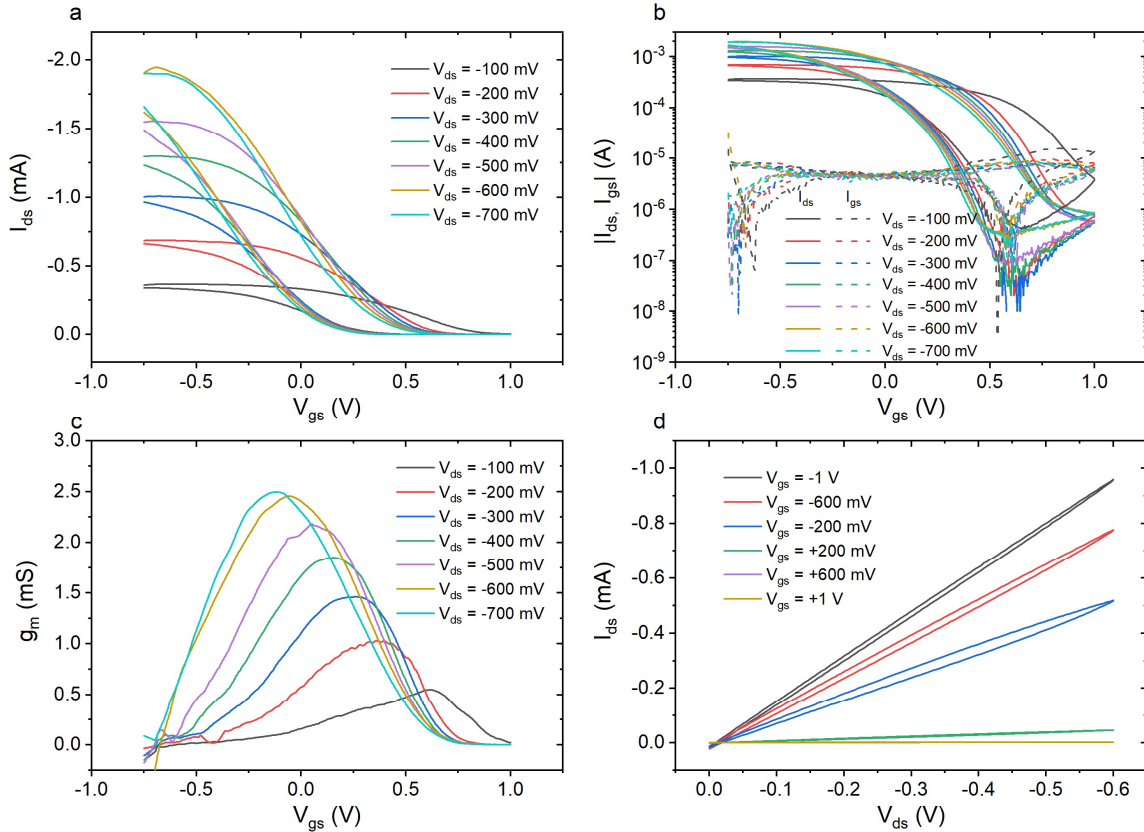 a
I_ds (mA)
-2.0
-1.5
-1.0
-0.5
0.0
-1.0 -0.5 0.0 0.5 1.0
V_gs (V)
V_ds = -100 mV
V_ds = -200 mV
V_ds = -300 mV
V_ds = -400 mV
V_ds = -500 mV
V_ds = -600 mV
V_ds = -700 mV
b
||I_ds, I_gs| (A)
10^-3
10^-4
10^-5
10^-6
10^-7
10^-8
10^-9
-1.0 -0.5 0.0 0.5 1.0
V_gs (V)
I_ds I_gs
V_ds = -100 mV
V_ds = -200 mV
V_ds = -300 mV
V_ds = -400 mV
V_ds = -500 mV
V_ds = -600 mV
V_ds = -700 mV
c
g_m (mS)
3.0
2.5
2.0
1.5
1.0
0.5
0.0
-1.0 -0.5 0.0 0.5 1.0
V_gs (V)
V_ds = -100 mV
V_ds = -200 mV
V_ds = -300 mV
V_ds = -400 mV
V_ds = -500 mV
V_ds = -600 mV
V_ds = -700 mV
d
I_ds (mA)
-1.0
-0.8
-0.6
-0.4
-0.2
0.0
0.0 -0.1 -0.2 -0.3 -0.4 -0.5 -0.6
V_ds (V)
V_gs = -1 V
V_gs = -600 mV
V_gs = -200 mV
V_gs = +200 mV
V_gs = +600 mV
V_gs = +1 V